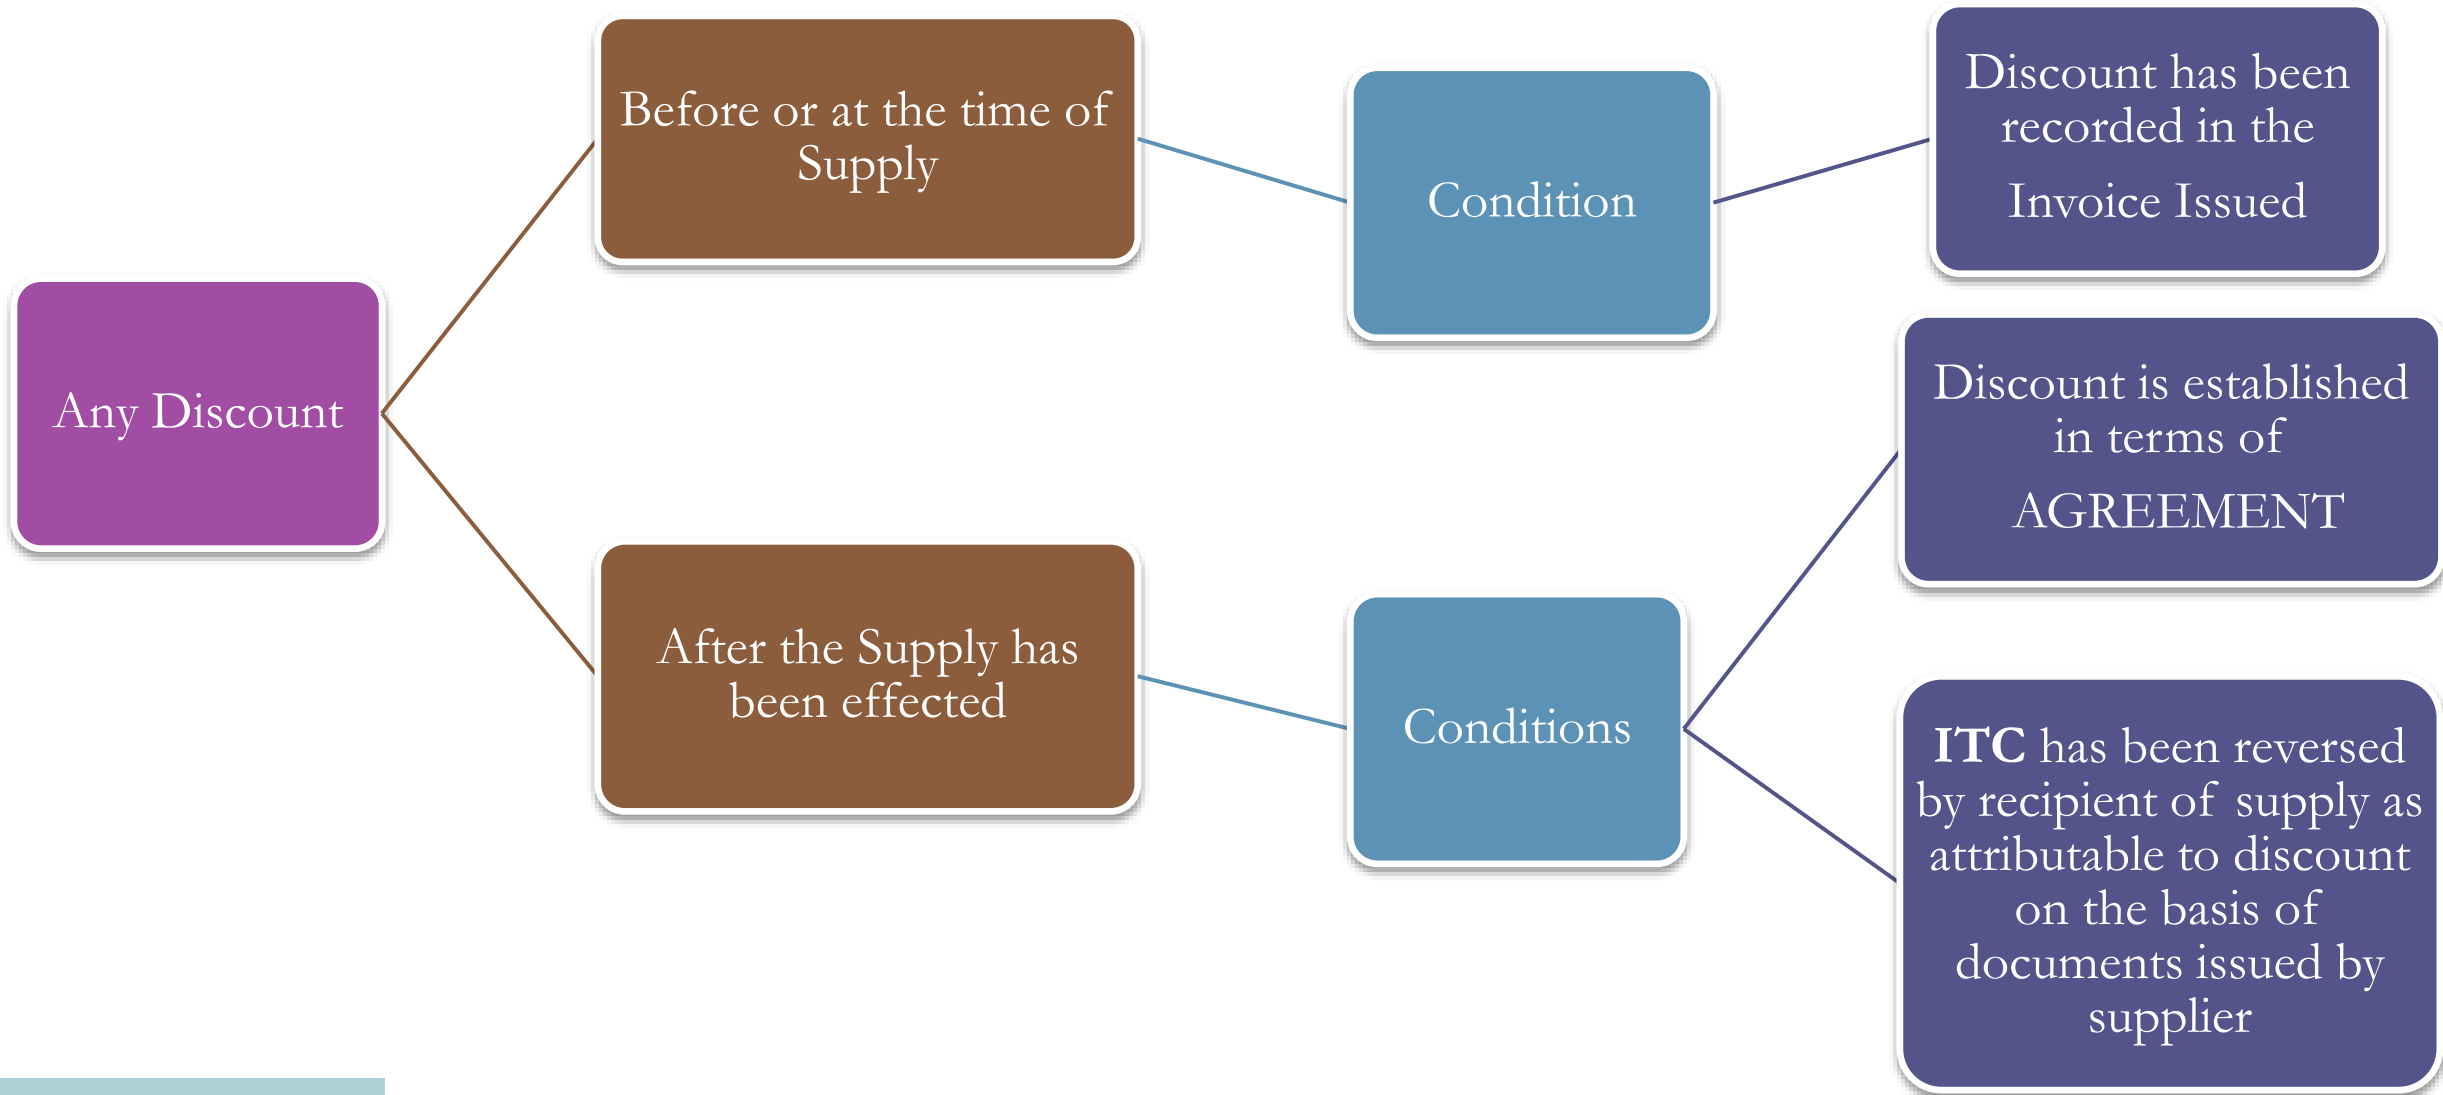 Any Discount
Before or at the time of
Supply
Condition
Discount has been
recorded in the
Invoice Issued
After the Supply has
been effected
Conditions
Discount is established
in terms of
AGREEMENT
ITC has been reversed
by recipient of supply as
attributable to discount
on the basis of
documents issued by
supplier